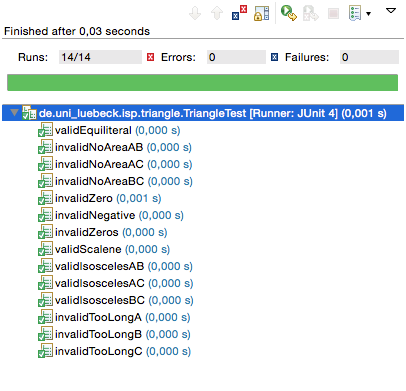 Finished after 0,03 seconds
Runs: 14/14 Errors: 0 Failures: 0
de.uni_luebeck.isp.triangle.TriangleTest [Runner: JUnit 4] (0,001 s)
validEquiliteral (0,000 s)
invalidNoAreaAB (0,000 s)
invalidNoAreaAC (0,000 s)
invalidNoAreaBC (0,000 s)
invalidZero (0,001 s)
invalidNegative (0,000 s)
invalidZeros (0,000 s)
validScalene (0,000 s)
validIsoscelesAB (0,000 s)
validIsoscelesAC (0,000 s)
validIsoscelesBC (0,000 s)
invalidTooLongA (0,000 s)
invalidTooLongB (0,000 s)
invalidTooLongC (0,000 s)